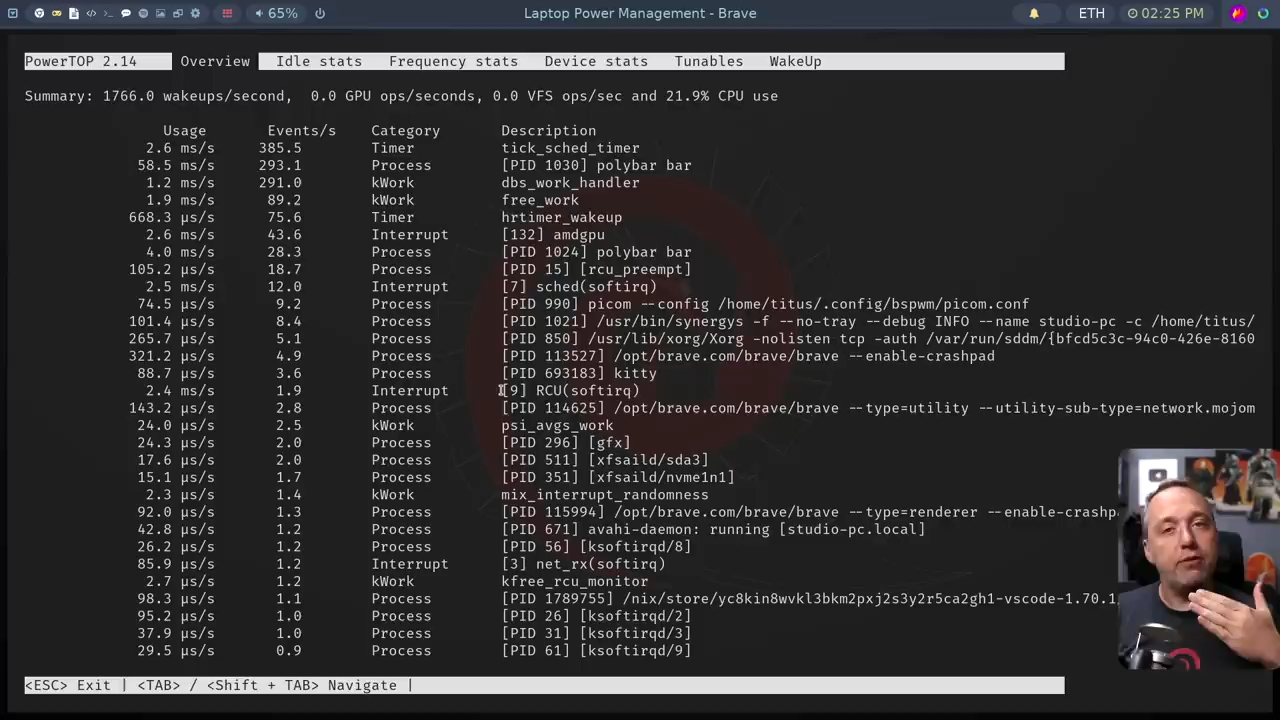 65%
Laptop Power Management - Brave
ETH
02:25 PM
PowerTOP 2.14 Overview Idle stats Frequency stats Device stats Tunables WakeUp
Summary: 1766.0 wakeups/second, 0.0 GPU ops/seconds, 0.0 VFS ops/sec and 21.9% CPU use
Usage Events/s Category Description
2.6 ms/s 385.5 Timer tick_sched_timer
58.5 ms/s 293.1 Process [PID 1030] polybar bar
1.2 ms/s 291.0 kWork dbs_work_handler
1.9 ms/s 89.2 kWork free_work
668.3 µs/s 75.6 Timer hrtimer_wakeup
2.6 ms/s 43.6 Interrupt [132] amdgpu
4.0 ms/s 28.3 Process [PID 1024] polybar bar
105.2 µs/s 18.7 Process [PID 15] [rcu_preempt]
2.5 ms/s 12.0 Interrupt [7] sched(softirq)
74.5 µs/s 9.2 Process [PID 990] picom --config /home/titus/.config/bspwm/picom.conf
101.4 µs/s 8.4 Process [PID 1021] /usr/bin/synergys -f --no-tray --debug INFO --name studio-pc -c /home/titus/
265.7 µs/s 5.1 Process [PID 850] /usr/lib/xorg/Xorg -nolisten tcp -auth /var/run/sddm/{bfcd5c3c-94c0-426e-8160
321.2 µs/s 4.9 Process [PID 113527] /opt/brave.com/brave/brave --enable-crashpad
88.7 µs/s 3.8 Process [PID 693183] kitty
2.4 ms/s 1.9 Interrupt [9] RCU(softirq)
143.2 µs/s 2.8 Process [PID 114625] /opt/brave.com/brave/brave --type=utility --utility-sub-type=network.mojom
24.0 µs/s 2.5 kWork psi_avgs_work
24.3 µs/s 2.0 Process [PID 296] [gfx]
17.6 µs/s 2.0 Process [PID 511] [xfsaild/sda3]
15.1 µs/s 1.7 Process [PID 351] [xfsaild/nvme1n1]
2.3 µs/s 1.4 kWork mix_interrupt_randomness
92.0 µs/s 1.3 Process [PID 115994] /opt/brave.com/brave/brave --type=renderer --enable-crashp
42.8 µs/s 1.2 Process [PID 671] avahi-daemon: running [studio-pc.local]
26.2 µs/s 1.2 Process [PID 56] [ksoftirqd/8]
85.9 µs/s 1.2 Interrupt [3] net_rx(softirq)
2.7 µs/s 1.2 kWork kfree_rcu_monitor
98.3 µs/s 1.1 Process [PID 1789755] /nix/store/yc8kin8wvkl3bkm2pxj2s3y2r5ca2gh1-vscode-1.70.1
95.2 µs/s 1.0 Process [PID 26] [ksoftirqd/2]
37.9 µs/s 1.0 Process [PID 31] [ksoftirqd/3]
29.5 µs/s 0.9 Process [PID 61] [ksoftirqd/9]
<ESC> Exit | <TAB> / <Shift + TAB> Navigate |